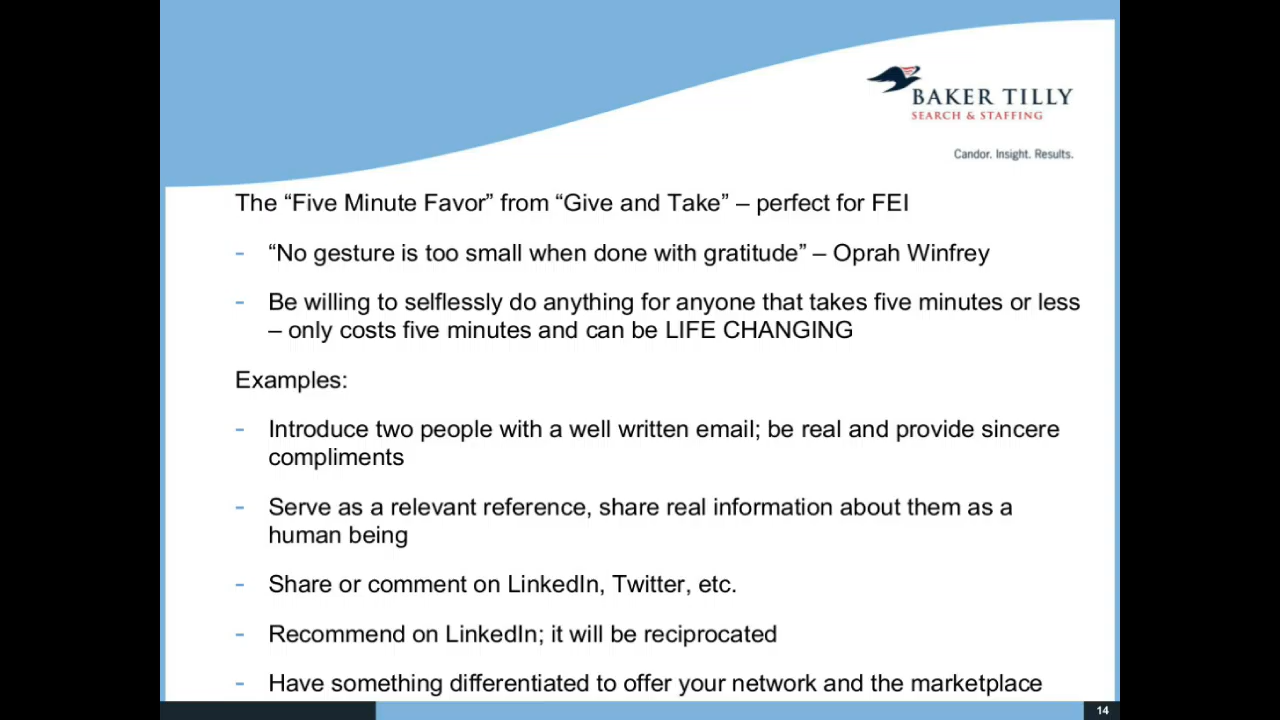 BAKER TILLY
SEARCH & STAFFING
Candor. Insight. Results.
The “Five Minute Favor” from “Give and Take” – perfect for FEI
- “No gesture is too small when done with gratitude” – Oprah Winfrey
- Be willing to selflessly do anything for anyone that takes five minutes or less
– only costs five minutes and can be LIFE CHANGING
Examples:
- Introduce two people with a well written email; be real and provide sincere
compliments
- Serve as a relevant reference, share real information about them as a
human being
- Share or comment on LinkedIn, Twitter, etc.
- Recommend on LinkedIn; it will be reciprocated
- Have something differentiated to offer your network and the marketplace
14